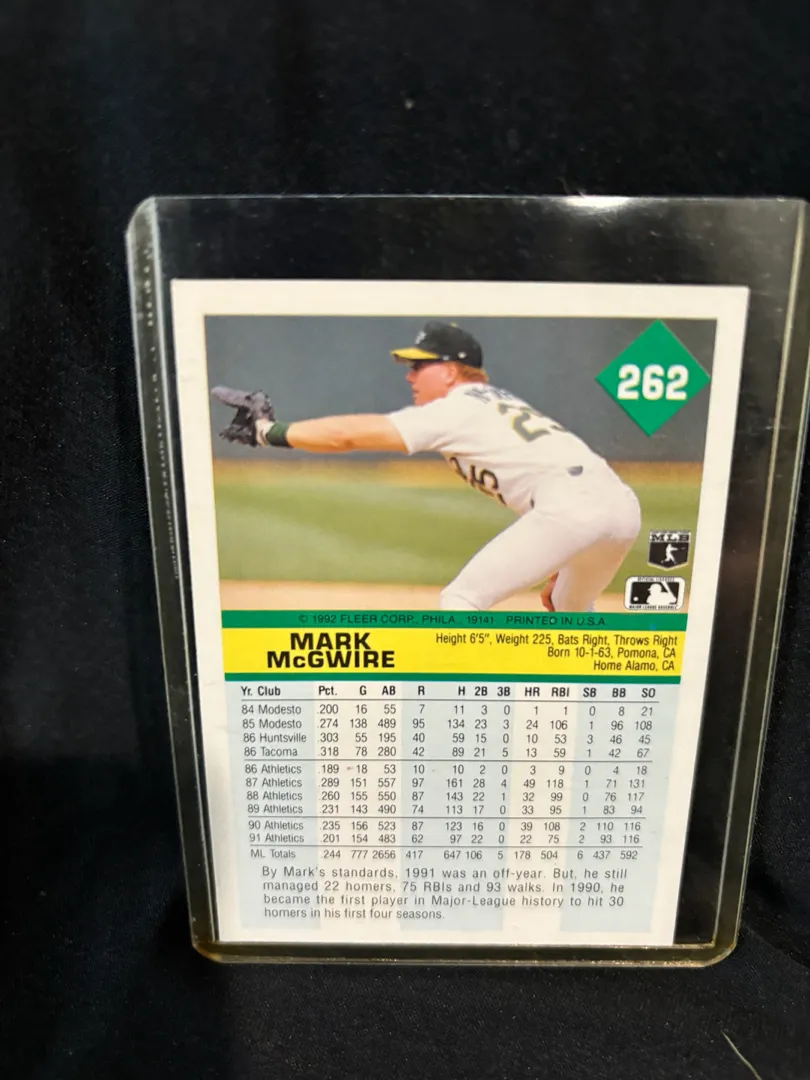 262
MLB
OFFICIAL LICENSEE
MAJOR LEAGUE BASEBALL
© 1992 FLEER CORP., PHILA., 19141 PRINTED IN U.S.A.
MARK
McGWIRE
Height 6'5", Weight 225, Bats Right, Throws Right
Born 10-1-63, Pomona, CA
Home Alamo, CA
Yr. Club Pct. G AB R H 2B 3B HR RBI SB BB SO
84 Modesto .200 16 55 7 11 3 0 1 1 0 8 21
85 Modesto .274 138 489 95 134 23 3 24 106 1 96 108
86 Huntsville .303 55 195 40 59 15 0 10 53 3 46 45
86 Tacoma .318 78 280 42 89 21 5 13 59 1 42 67
86 Athletics .189 18 53 10 10 2 0 3 9 0 4 18
87 Athletics .289 151 557 97 161 28 4 49 118 1 71 131
88 Athletics .260 155 550 87 143 22 1 32 99 0 76 117
89 Athletics .231 143 490 74 113 17 0 33 95 1 83 94
90 Athletics .235 156 523 87 123 16 0 39 108 2 110 116
91 Athletics .201 154 483 62 97 22 0 22 75 2 93 116
ML Totals .244 777 2656 417 647 106 5 178 504 6 437 592
By Mark's standards, 1991 was an off-year. But, he still
managed 22 homers, 75 RBIs and 93 walks. In 1990, he
became the first player in Major-League history to hit 30
homers in his first four seasons.